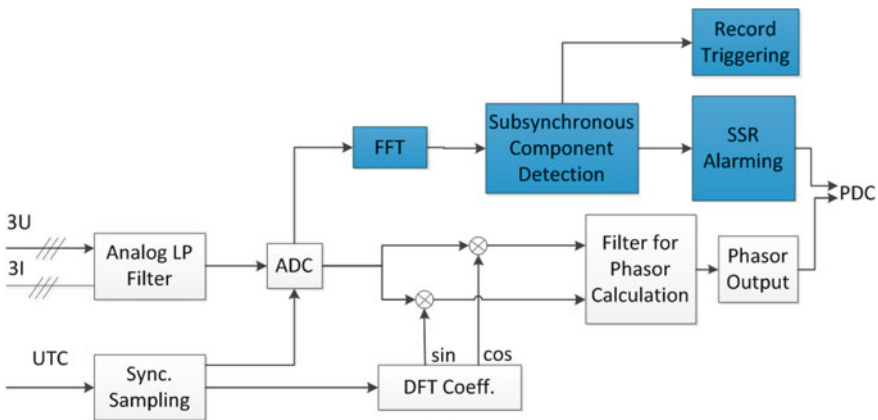 Record
Triggering
Subsynchronous
Component
Detection
FFT
SSR
Alarming
PDC
3U
3I
Analog LP
Filter
ADC
Filter for
Phasor
Calculation
Phasor
Output
UTC
Sync.
Sampling
sin
cos
DFT Coeff.